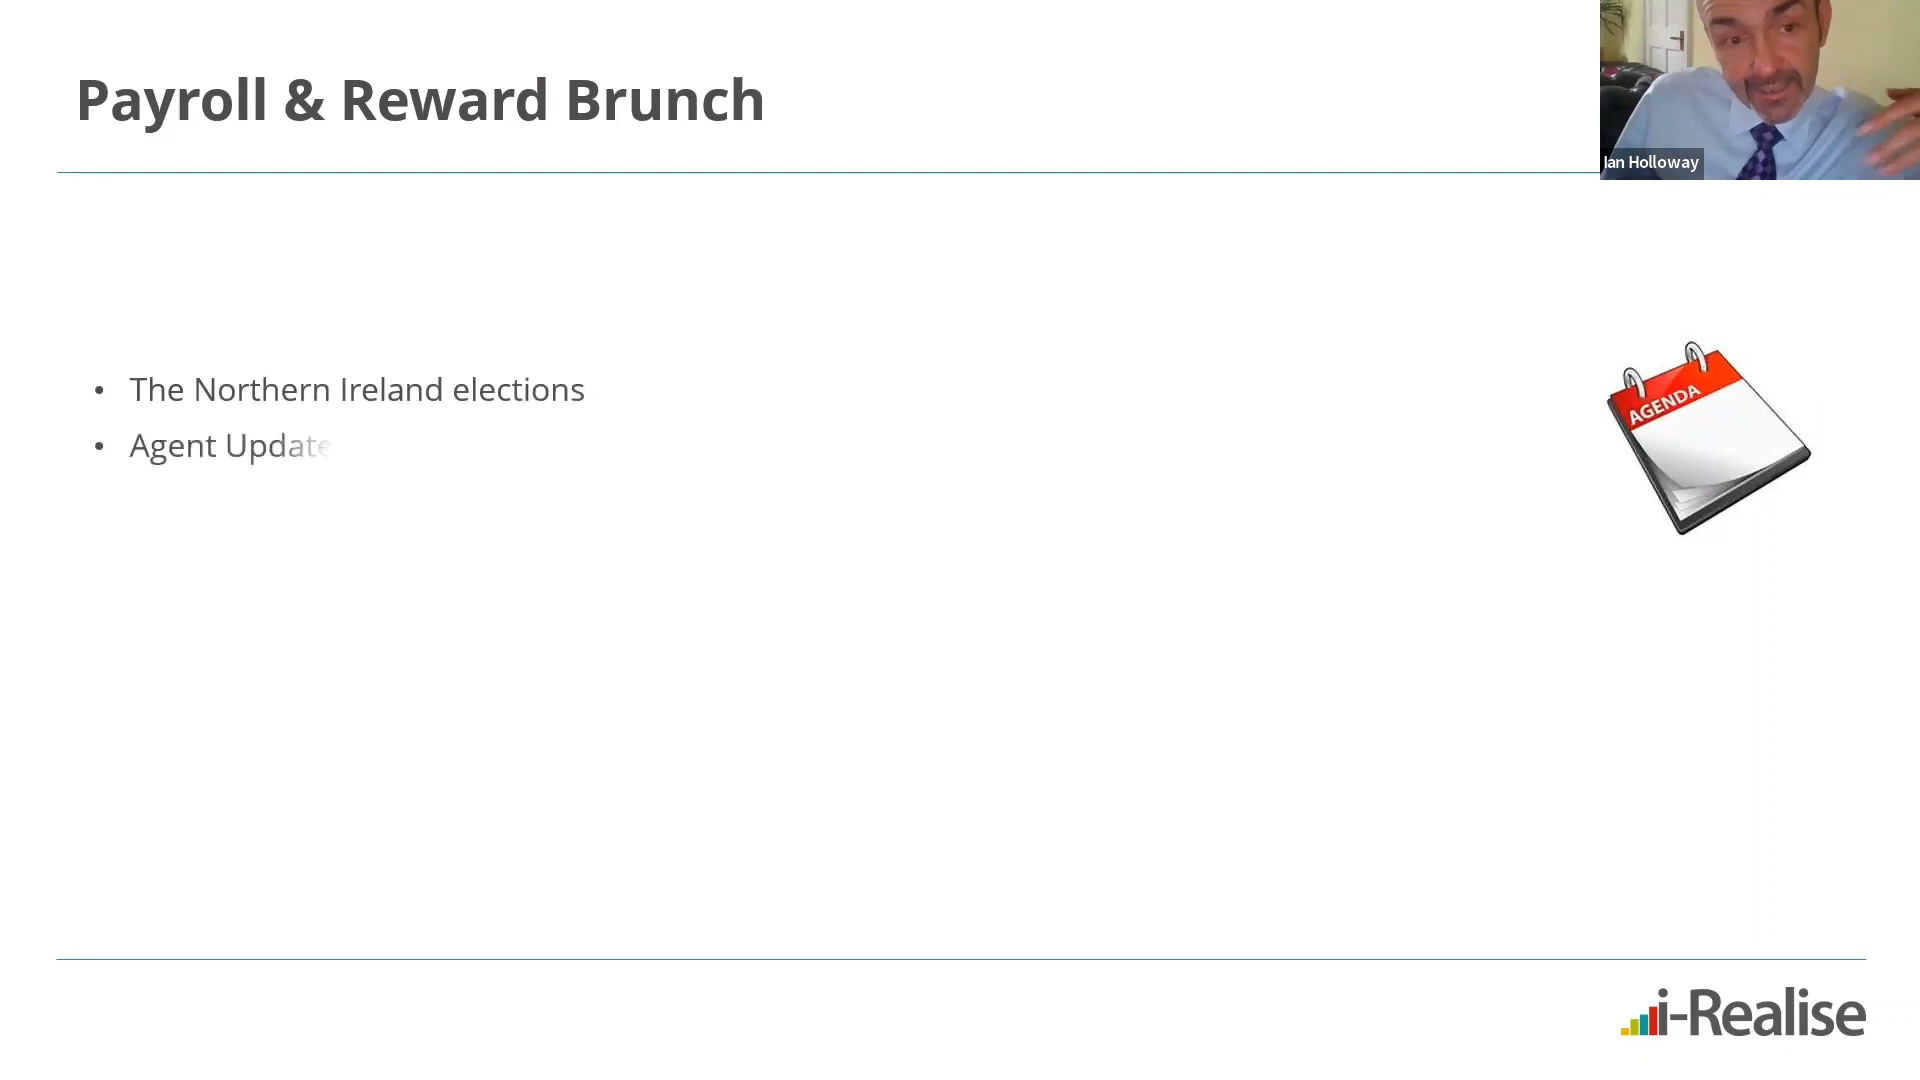 Payroll & Reward Brunch
Ian Holloway
• The Northern Ireland elections
• Agent Update
AGENDA
i-Realise